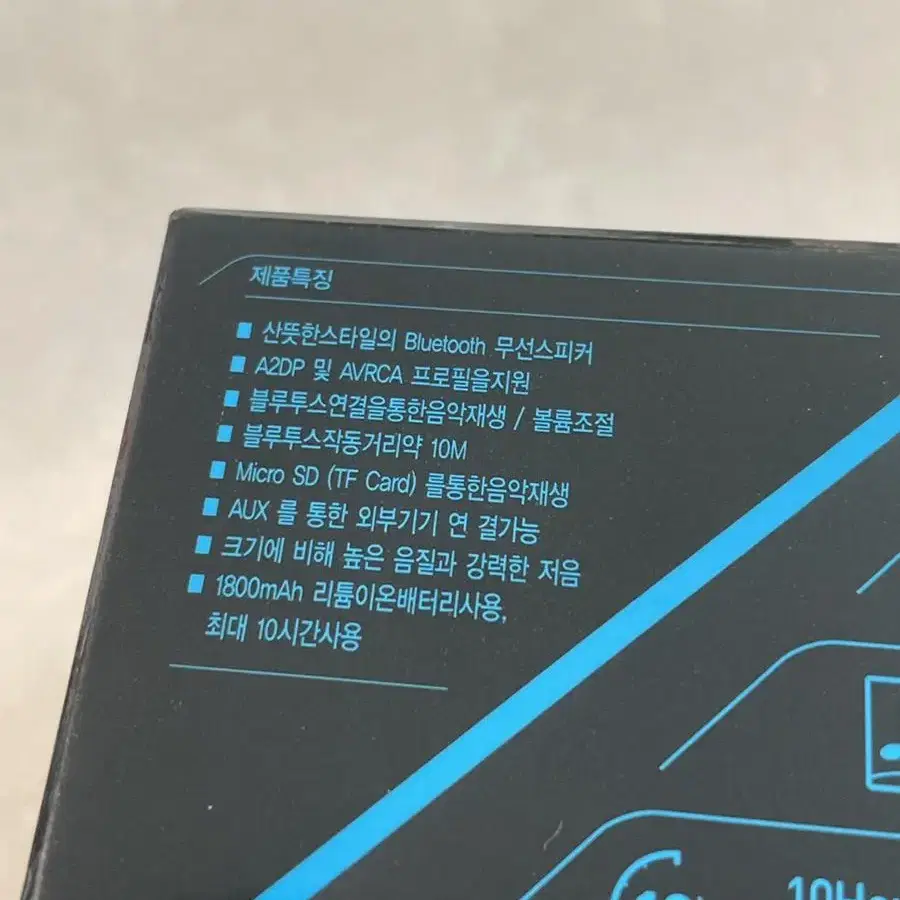 제품특징
■ 산뜻한스타일의 Bluetooth 무선스피커
■ A2DP 및 AVRCA 프로필을지원
■ 블루투스연결을통한음악재생 / 볼륨조절
■ 블루투스작동거리약 10M
■ Micro SD (TF Card) 를통한음악재생
■ AUX 를 통한 외부기기 연 결가능
■ 크기에 비해 높은 음질과 강력한 저음
■ 1800mAh 리튬이온배터리사용,
최대 10시간사용